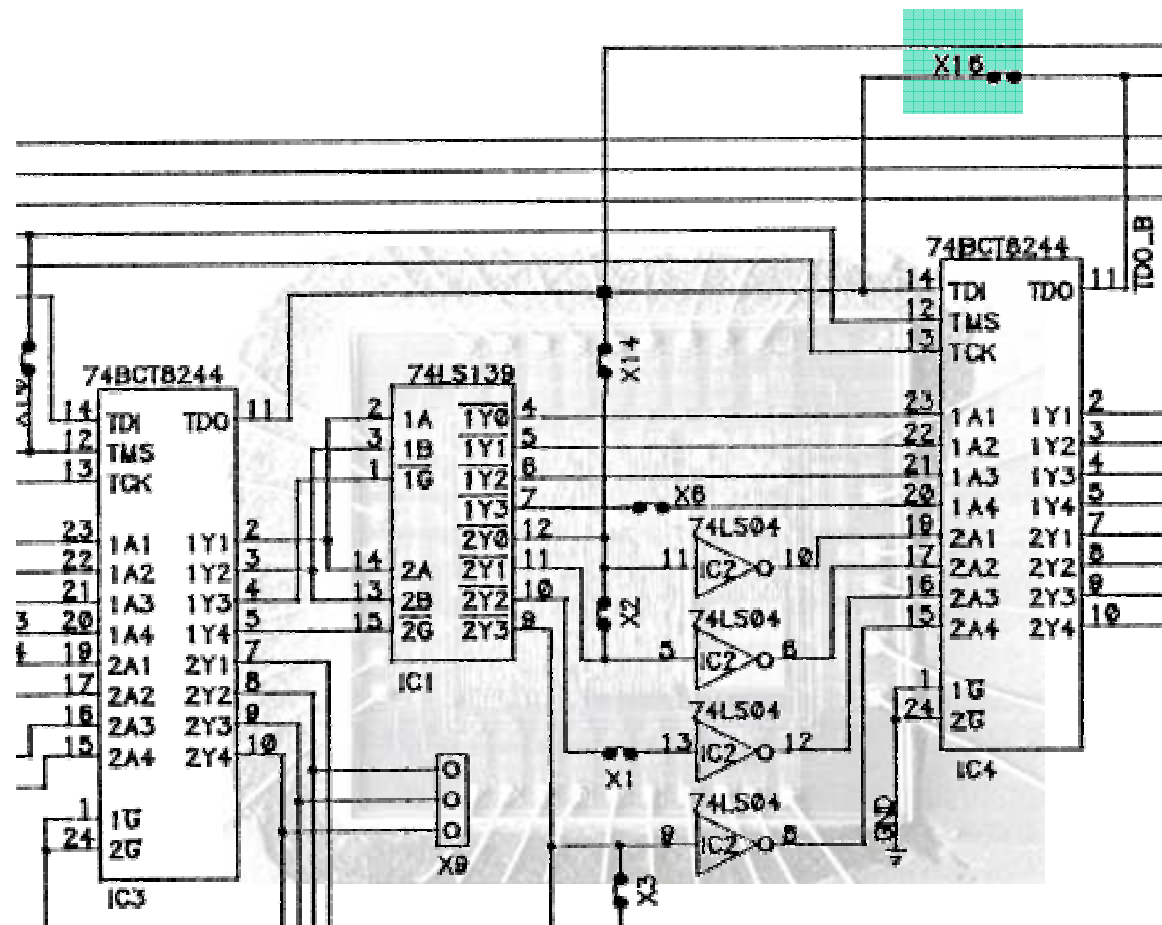 X16
TDO_B
74BCT8244
14 TDI TDO 11
12 TMS
13 TCK
23 1A1 1Y1 2
22 1A2 1Y2 3
21 1A3 1Y3 4
20 1A4 1Y4 5
19 2A1 2Y1 7
17 2A2 2Y2 8
16 2A3 2Y3 9
15 2A4 2Y4 10
1 1G
24 2G
IC4
GND
X14
74BCT8244
14 TDI TDO 11
12 TMS
13 TCK
23 1A1 1Y1 2
22 1A2 1Y2 3
21 1A3 1Y3 4
20 1A4 1Y4 5
19 2A1 2Y1 7
17 2A2 2Y2 8
16 2A3 2Y3 9
15 2A4 2Y4 10
1 1G
24 2G
IC3
74LS139
2 1A 1Y0 4
3 1B 1Y1 5
1 1G 1Y2 6
1Y3 7
2Y0 12
14 2A 2Y1 11
13 2B 2Y2 10
15 2G 2Y3 9
IC1
X6
X2
74LS04
11 IC2 10
74LS04
5 IC2 6
74LS04
13 IC2 12
74LS04
9 IC2 8
X1
X3
X9